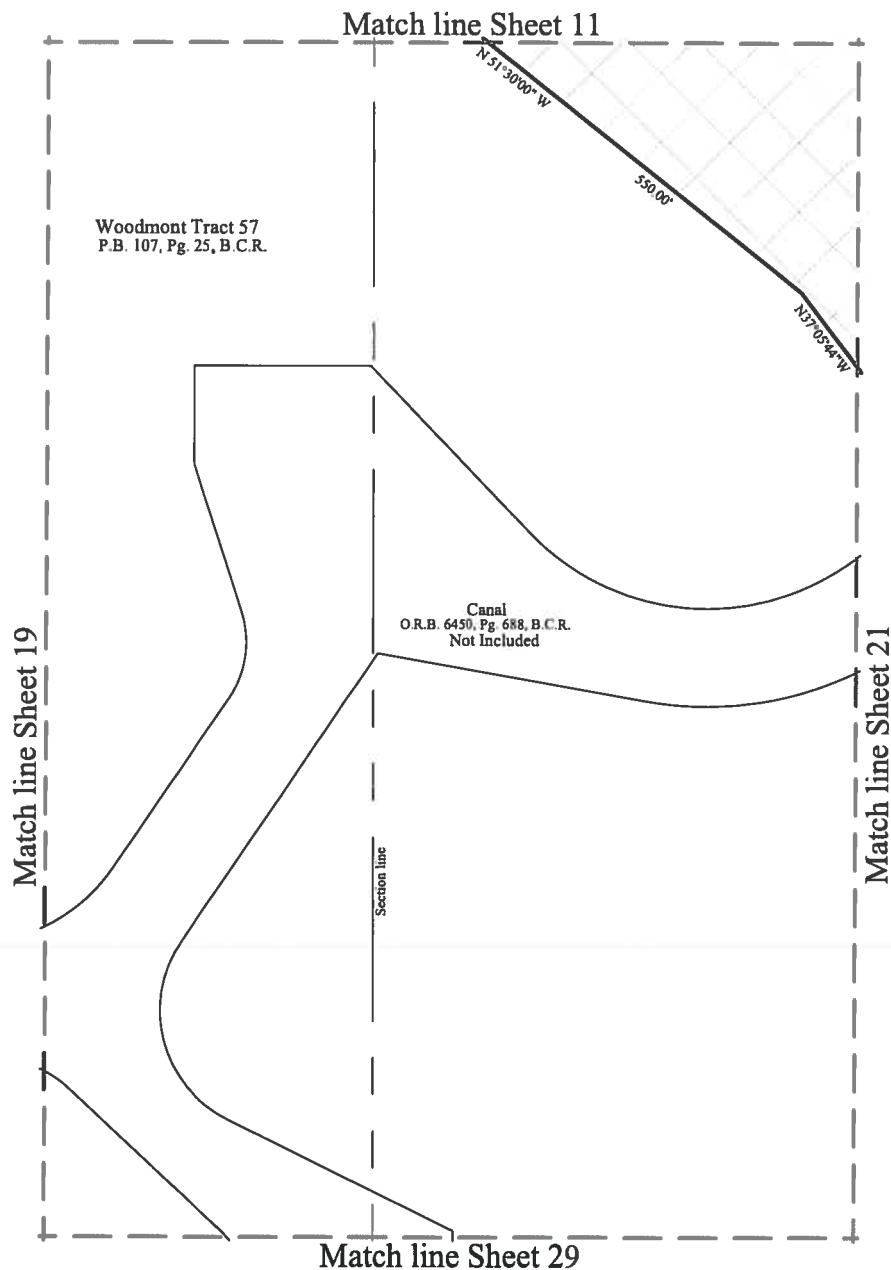 Match line Sheet 11
N 51°30'00" W
550.00'
N37°05'44"W
Woodmont Tract 57
P.B. 107, Pg. 25, B.C.R.
Canal
O.R.B. 6450, Pg. 688, B.C.R.
Not Included
Match line Sheet 19
Match line Sheet 21
Section line
Match line Sheet 29